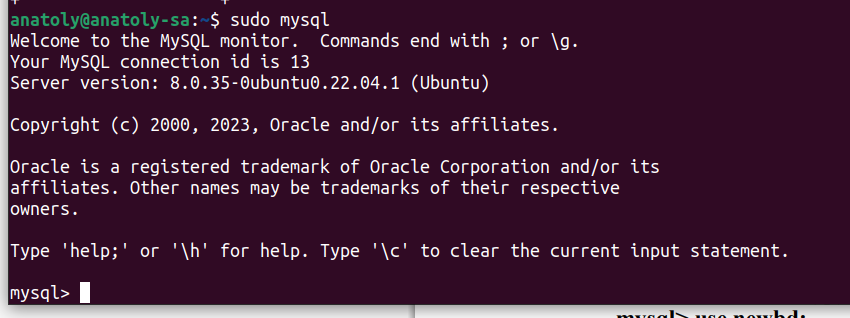 anatoly@anatoly-sa:~$ sudo mysql
Welcome to the MySQL monitor.  Commands end with ; or \g.
Your MySQL connection id is 13
Server version: 8.0.35-0ubuntu0.22.04.1 (Ubuntu)
Copyright (c) 2000, 2023, Oracle and/or its affiliates.
Oracle is a registered trademark of Oracle Corporation and/or its
affiliates. Other names may be trademarks of their respective
owners.
Type 'help;' or '\h' for help. Type '\c' to clear the current input statement.
mysql>
mysql> use newbd;